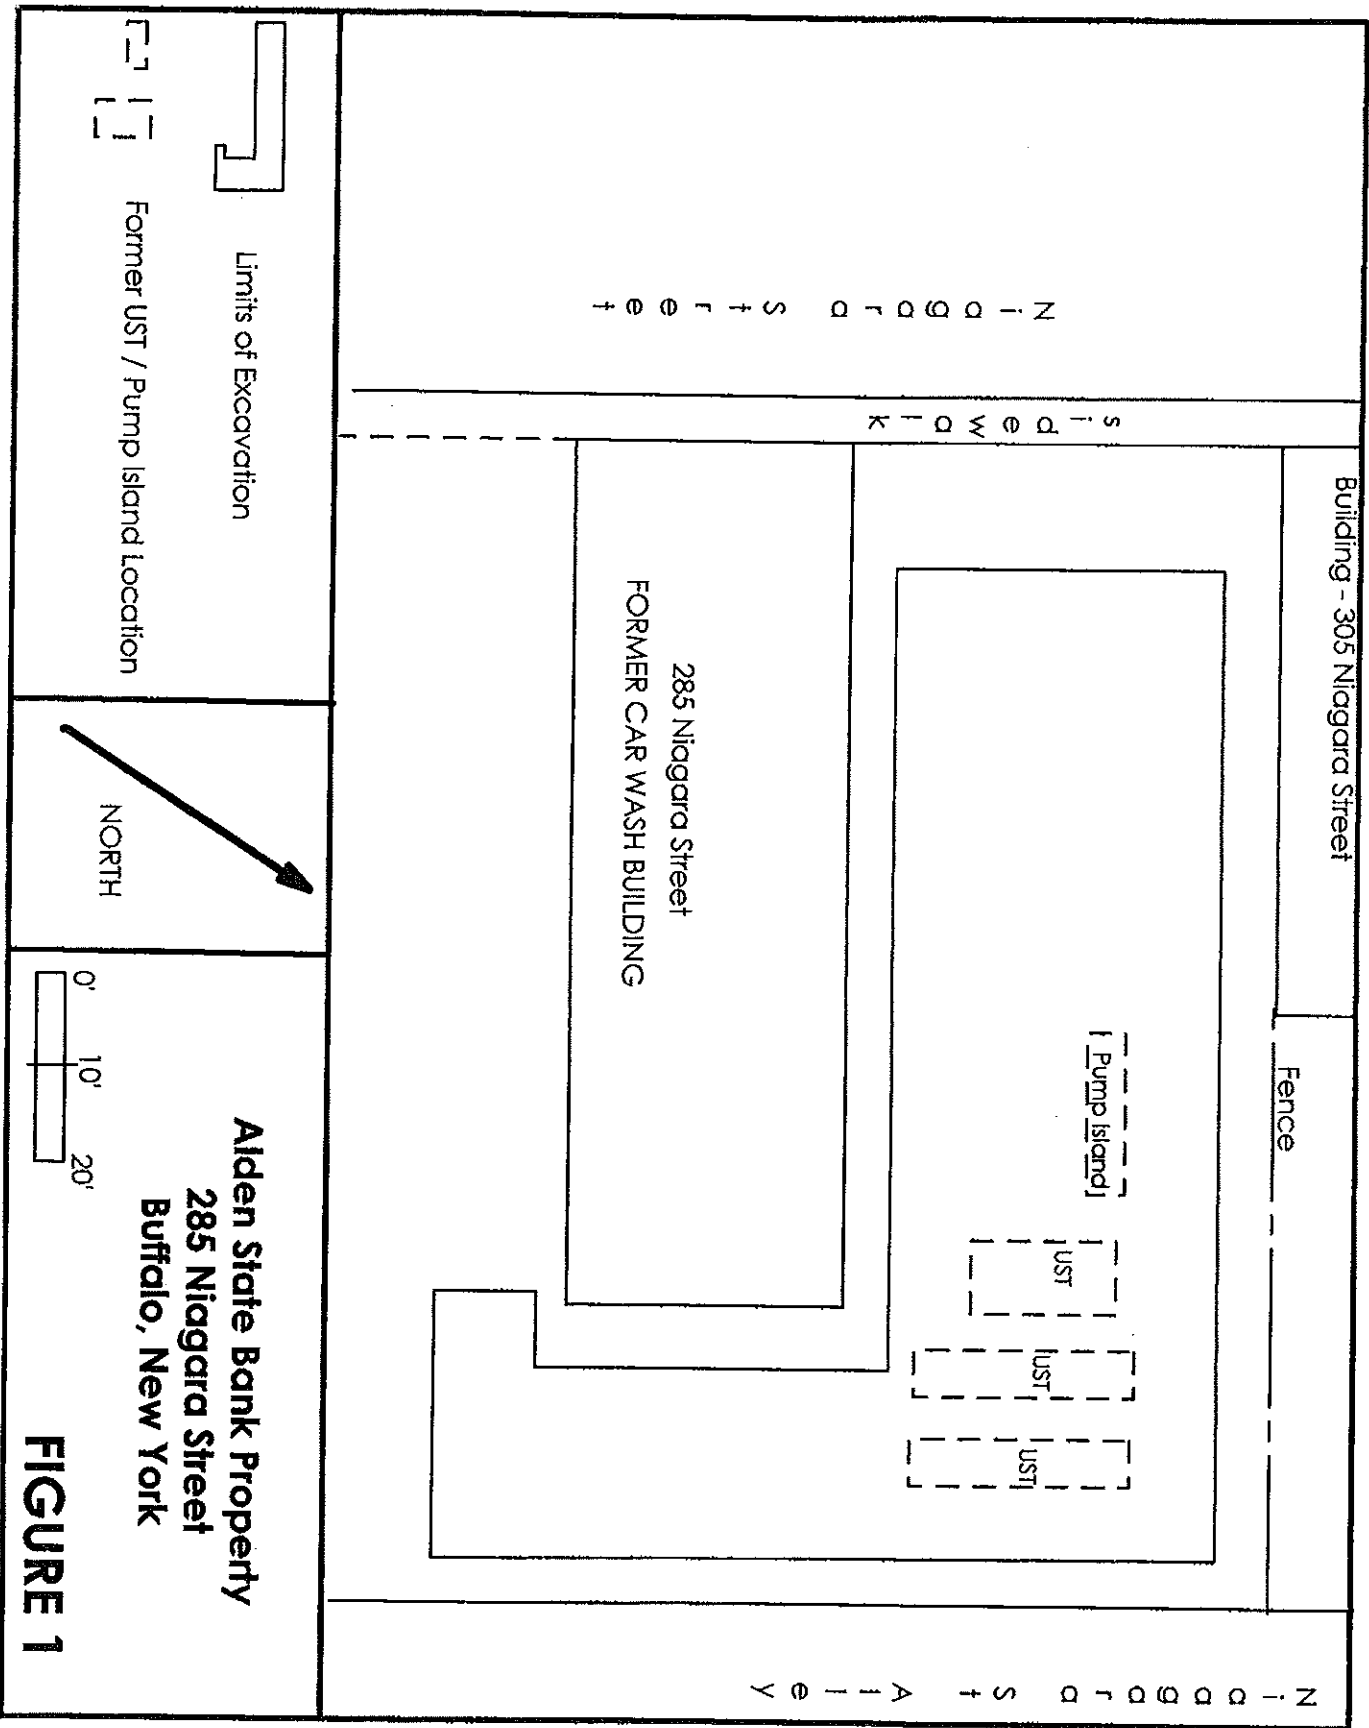 Building - 305 Niagara Street
Fence
Niagara Street
sidewalk
Pump Island
UST
UST
UST
285 Niagara Street
FORMER CAR WASH BUILDING
Niagara St Alley
Limits of Excavation
Former UST / Pump Island Location
NORTH
0' 10' 20'
Alden State Bank Property
285 Niagara Street
Buffalo, New York
FIGURE 1